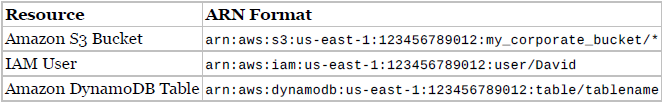 Resource ARN Format
Amazon S3 Bucket arn:aws:s3:us-east-1:123456789012:my_corporate_bucket/*
IAM User arn:aws:iam:us-east-1:123456789012:user/David
Amazon DynamoDB Table arn:aws:dynamodb:us-east-1:123456789012:table/tablename